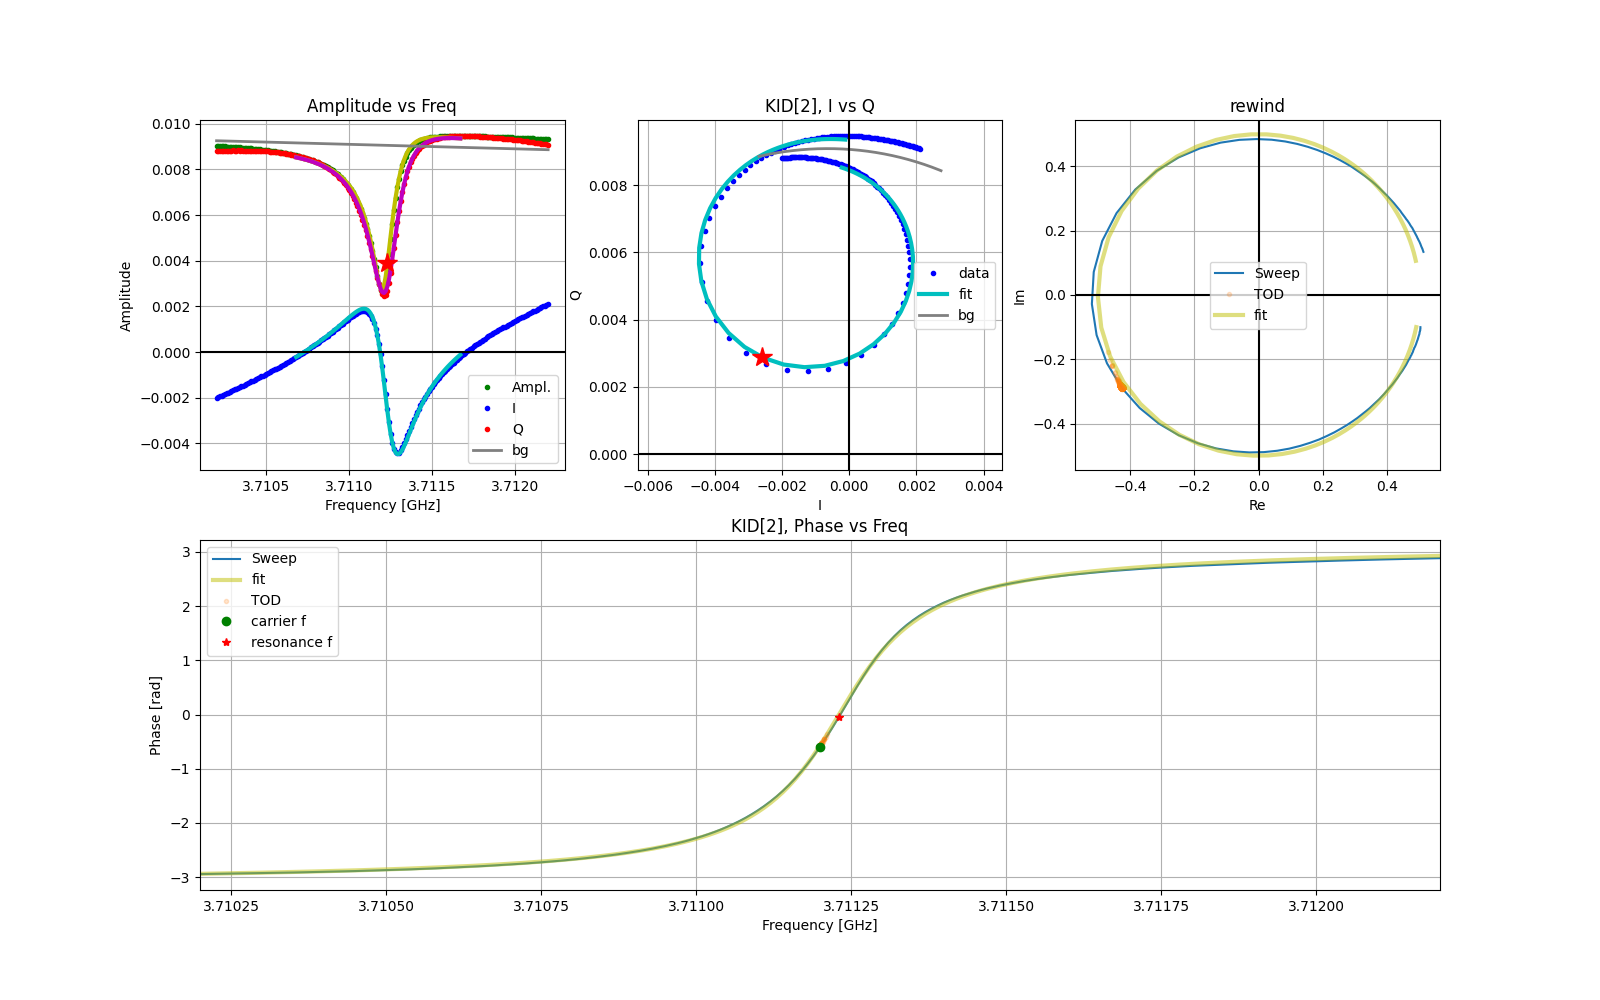 Amplitude vs Freq
0.010
0.008
0.006
0.004
0.002
0.000
−0.002
−0.004
Amplitude
Ampl.
I
Q
bg
3.7105 3.7110 3.7115 3.7120
Frequency [GHz]
KID[2], I vs Q
0.008
0.006
0.004
0.002
0.000
Q
data
fit
bg
−0.006 −0.004 −0.002 0.000 0.002 0.004
I
rewind
0.4
0.2
0.0
−0.2
−0.4
Im
Sweep
TOD
fit
−0.4 −0.2 0.0 0.2 0.4
Re
KID[2], Phase vs Freq
3
2
1
0
−1
−2
−3
Phase [rad]
Sweep
fit
TOD
carrier f
resonance f
3.71025 3.71050 3.71075 3.71100 3.71125 3.71150 3.71175 3.71200
Frequency [GHz]